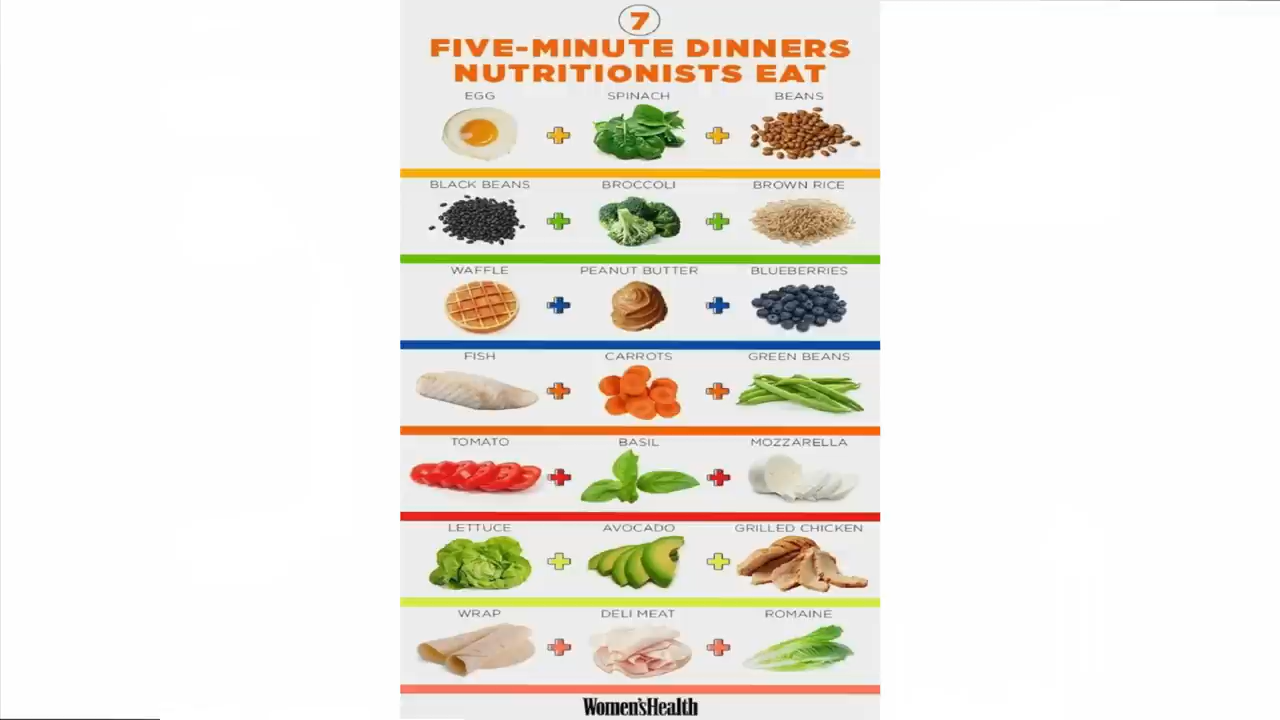 7
FIVE-MINUTE DINNERS
NUTRITIONISTS EAT
EGG SPINACH BEANS
BLACK BEANS BROCCOLI BROWN RICE
WAFFLE PEANUT BUTTER BLUEBERRIES
FISH CARROTS GREEN BEANS
TOMATO BASIL MOZZARELLA
LETTUCE AVOCADO GRILLED CHICKEN
WRAP DELI MEAT ROMAINE
Women'sHealth